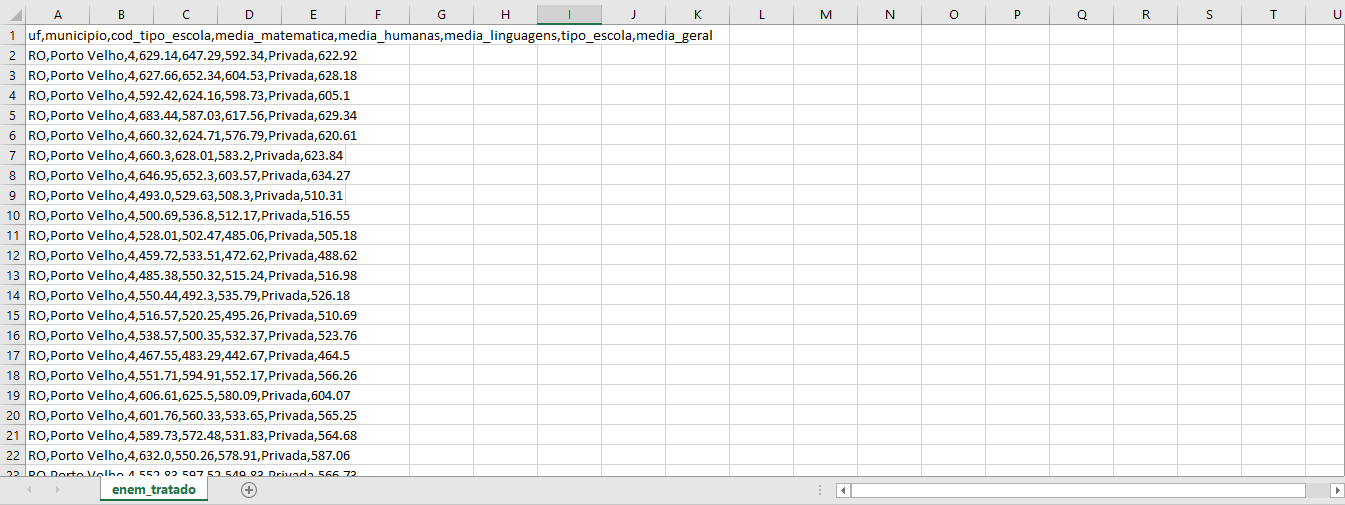 A B C D E F G H I J K L M N O P Q R S T U
1 uf,municipio,cod_tipo_escola,media_matematica,media_humanas,media_linguagens,tipo_escola,media_geral
2 RO,Porto Velho,4,629.14,647.29,592.34,Privada,622.92
3 RO,Porto Velho,4,627.66,652.34,604.53,Privada,628.18
4 RO,Porto Velho,4,592.42,624.16,598.73,Privada,605.1
5 RO,Porto Velho,4,683.44,587.03,617.56,Privada,629.34
6 RO,Porto Velho,4,660.32,624.71,576.79,Privada,620.61
7 RO,Porto Velho,4,660.3,628.01,583.2,Privada,623.84
8 RO,Porto Velho,4,646.95,652.3,603.57,Privada,634.27
9 RO,Porto Velho,4,493.0,529.63,508.3,Privada,510.31
10 RO,Porto Velho,4,500.69,536.8,512.17,Privada,516.55
11 RO,Porto Velho,4,528.01,502.47,485.06,Privada,505.18
12 RO,Porto Velho,4,459.72,533.51,472.62,Privada,488.62
13 RO,Porto Velho,4,485.38,550.32,515.24,Privada,516.98
14 RO,Porto Velho,4,550.44,492.3,535.79,Privada,526.18
15 RO,Porto Velho,4,516.57,520.25,495.26,Privada,510.69
16 RO,Porto Velho,4,538.57,500.35,532.37,Privada,523.76
17 RO,Porto Velho,4,467.55,483.29,442.67,Privada,464.5
18 RO,Porto Velho,4,551.71,594.91,552.17,Privada,566.26
19 RO,Porto Velho,4,606.61,625.5,580.09,Privada,604.07
20 RO,Porto Velho,4,601.76,560.33,533.65,Privada,565.25
21 RO,Porto Velho,4,589.73,572.48,531.83,Privada,564.68
22 RO,Porto Velho,4,632.0,550.26,578.91,Privada,587.06
23 RO,Porto Velho,4,552.83,597.52,549.83,Privada,566.73
enem_tratado